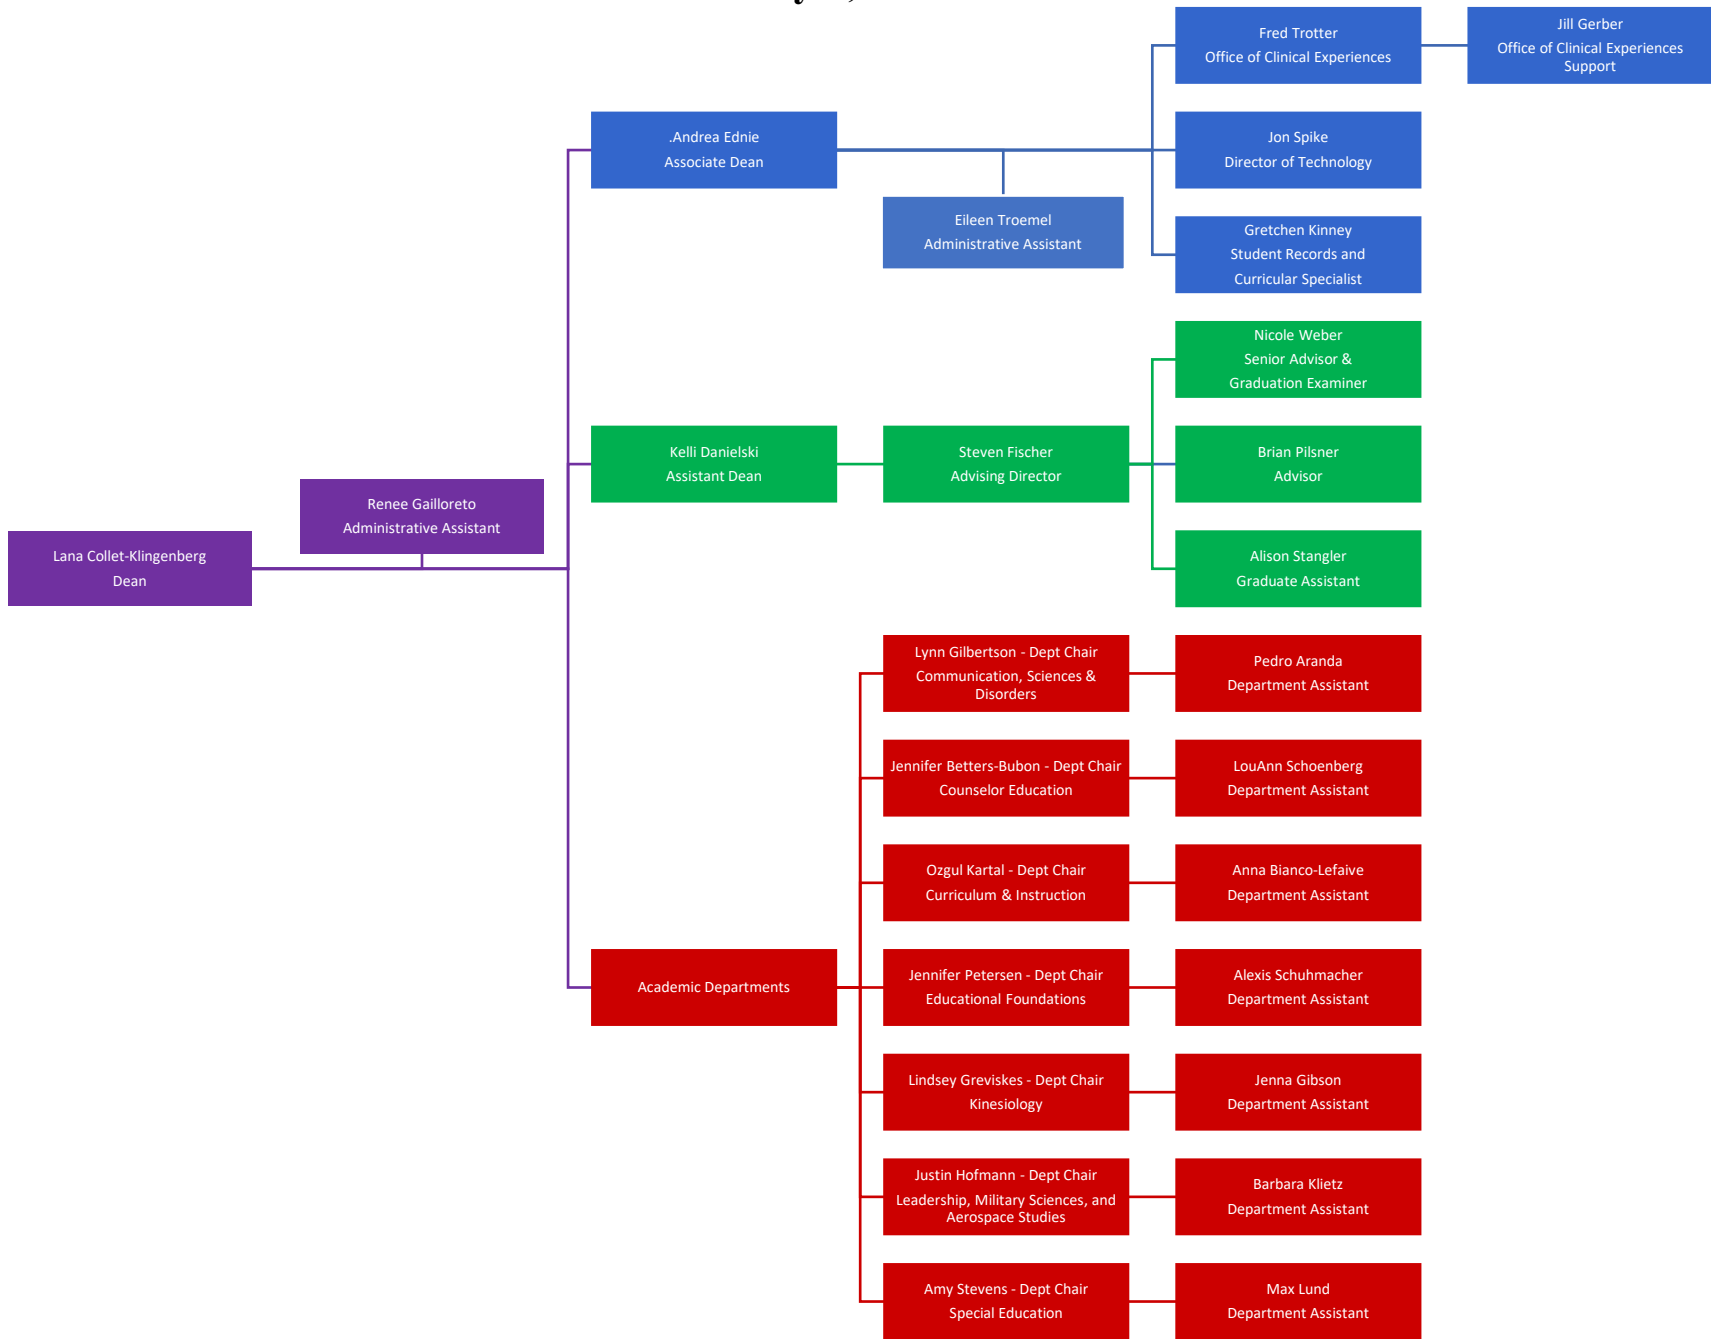 Fred Trotter
Office of Clinical Experiences
Jill Gerber
Office of Clinical Experiences
Support
.Andrea Ednie
Associate Dean
Jon Spike
Director of Technology
Eileen Troemel
Administrative Assistant
Gretchen Kinney
Student Records and
Curricular Specialist
Nicole Weber
Senior Advisor &
Graduation Examiner
Kelli Danielski
Assistant Dean
Steven Fischer
Advising Director
Brian Pilsner
Advisor
Renee Gailloreto
Administrative Assistant
Lana Collet-Klingenberg
Dean
Alison Stangler
Graduate Assistant
Lynn Gilbertson - Dept Chair
Communication, Sciences &
Disorders
Pedro Aranda
Department Assistant
Jennifer Betters-Bubon - Dept Chair
Counselor Education
LouAnn Schoenberg
Department Assistant
Ozgul Kartal - Dept Chair
Curriculum & Instruction
Anna Bianco-Lefaive
Department Assistant
Academic Departments
Jennifer Petersen - Dept Chair
Educational Foundations
Alexis Schuhmacher
Department Assistant
Lindsey Greviskes - Dept Chair
Kinesiology
Jenna Gibson
Department Assistant
Justin Hofmann - Dept Chair
Leadership, Military Sciences, and
Aerospace Studies
Barbara Klietz
Department Assistant
Amy Stevens - Dept Chair
Special Education
Max Lund
Department Assistant